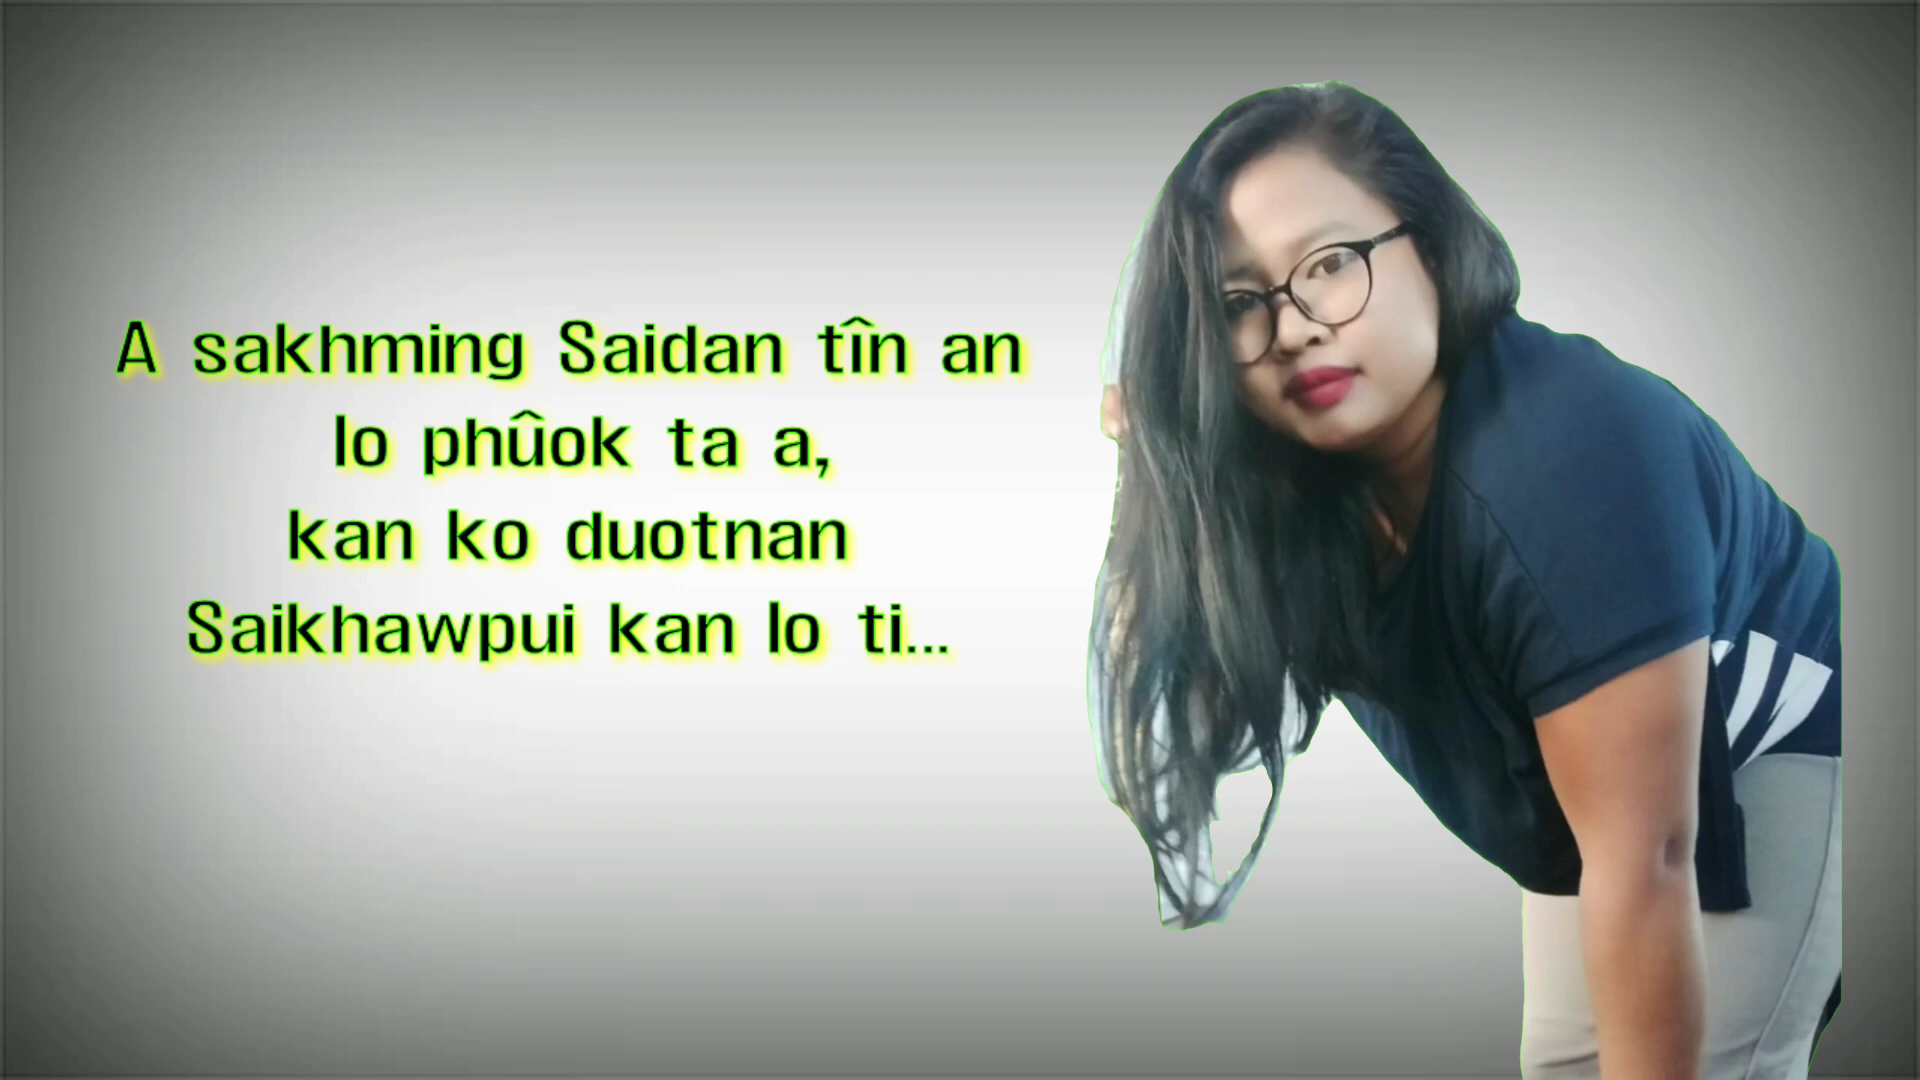 A sakhming Saidan tîn an
lo phûok ta a,
kan ko duotnan
Saikhawpui kan lo ti...